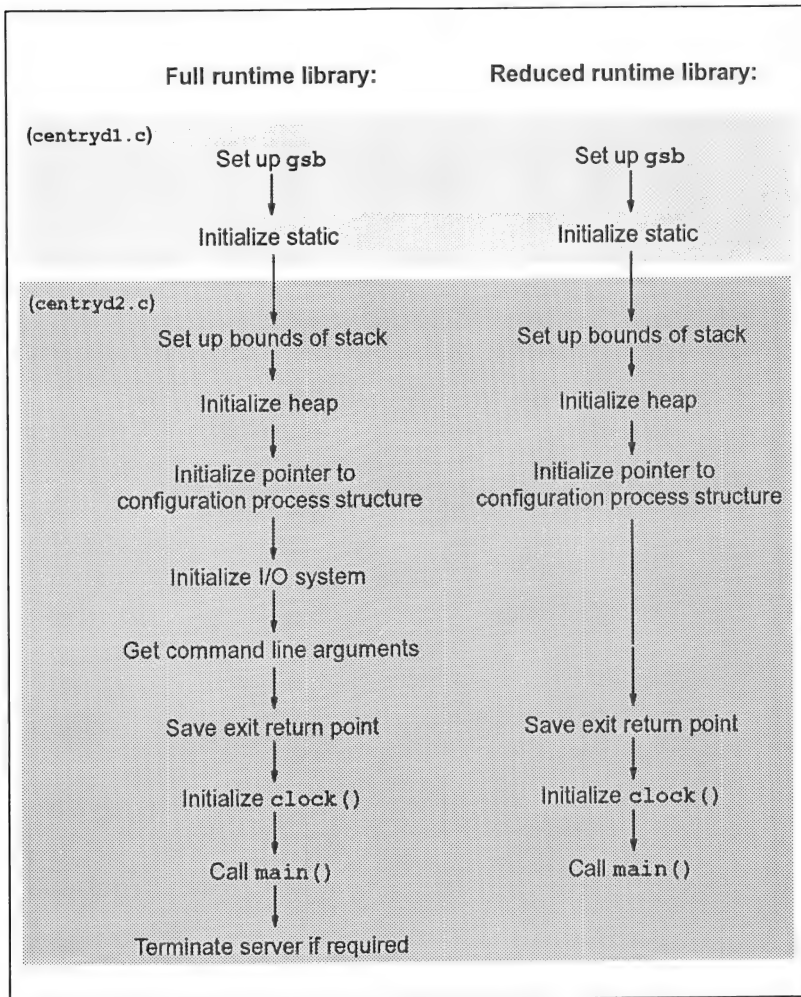 Full runtime library:
Reduced runtime library:
(centryd1.c)
Set up gsb
Set up gsb
Initialize static
Initialize static
(centryd2.c)
Set up bounds of stack
Set up bounds of stack
Initialize heap
Initialize heap
Initialize pointer to
configuration process structure
Initialize pointer to
configuration process structure
Initialize I/O system
Get command line arguments
Save exit return point
Save exit return point
Initialize clock()
Initialize clock()
Call main()
Call main()
Terminate server if required